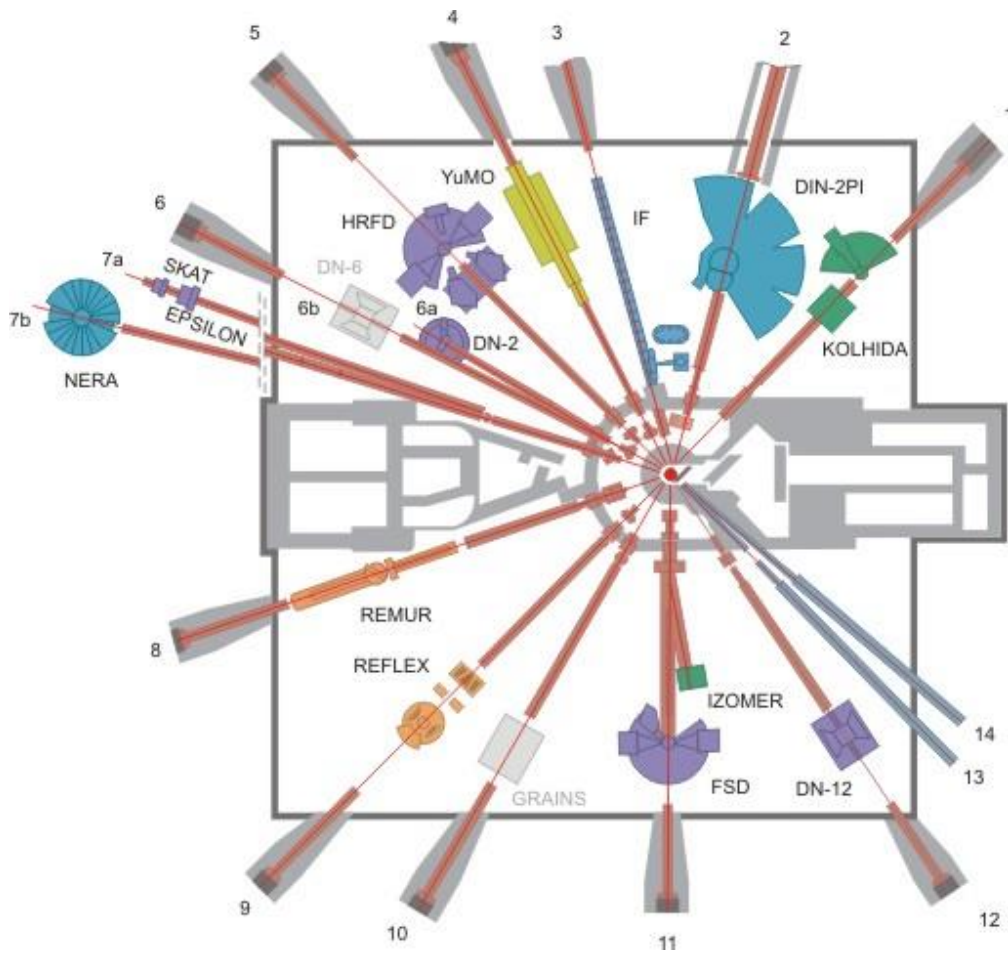 5
4
3
2
YuMO
DIN-2PI
HRFD
IF
6
7a
SKAT
DN-6
6a
6b
EPSILON
7b
DN-2
KOLHIDA
NERA
REMUR
8
REFLEX
IZOMER
14
13
GRAINS
FSD
DN-12
9
10
11
12